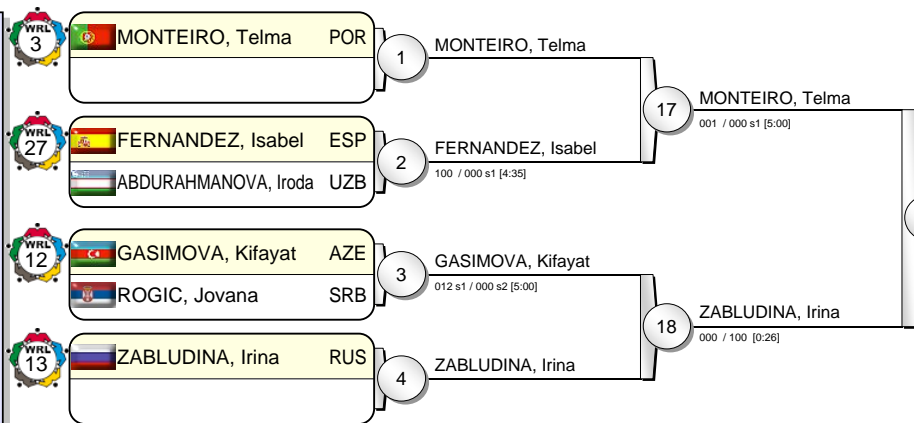 WRL
3
MONTEIRO, Telma POR
1
MONTEIRO, Telma
17
MONTEIRO, Telma
001 / 000 s1 [5:00]
WRL
27
FERNANDEZ, Isabel ESP
ABDURAHMANOVA, Iroda UZB
2
FERNANDEZ, Isabel
100 / 000 s1 [4:35]
WRL
12
GASIMOVA, Kifayat AZE
ROGIC, Jovana SRB
3
GASIMOVA, Kifayat
012 s1 / 000 s2 [5:00]
18
ZABLUDINA, Irina
000 / 100 [0:26]
WRL
13
ZABLUDINA, Irina RUS
4
ZABLUDINA, Irina